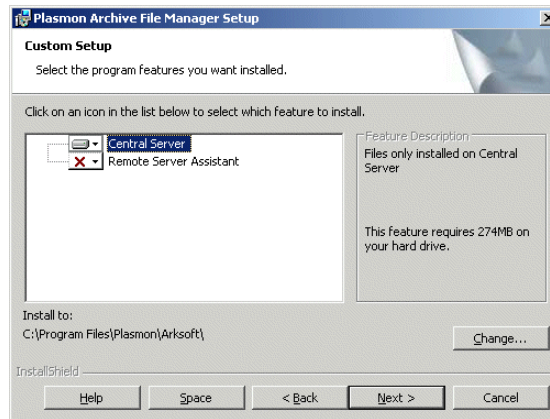 Plasmon Archive File Manager Setup
Custom Setup
Select the program features you want installed.
Click on an icon in the list below to select which feature to install.
Central Server
Remote Server Assistant
Feature Description
Files only installed on Central
Server
This feature requires 274MB on
your hard drive.
Install to:
C:\Program Files\Plasmon\Arksoft\
Change...
InstallShield
Help
Space
< Back
Next >
Cancel